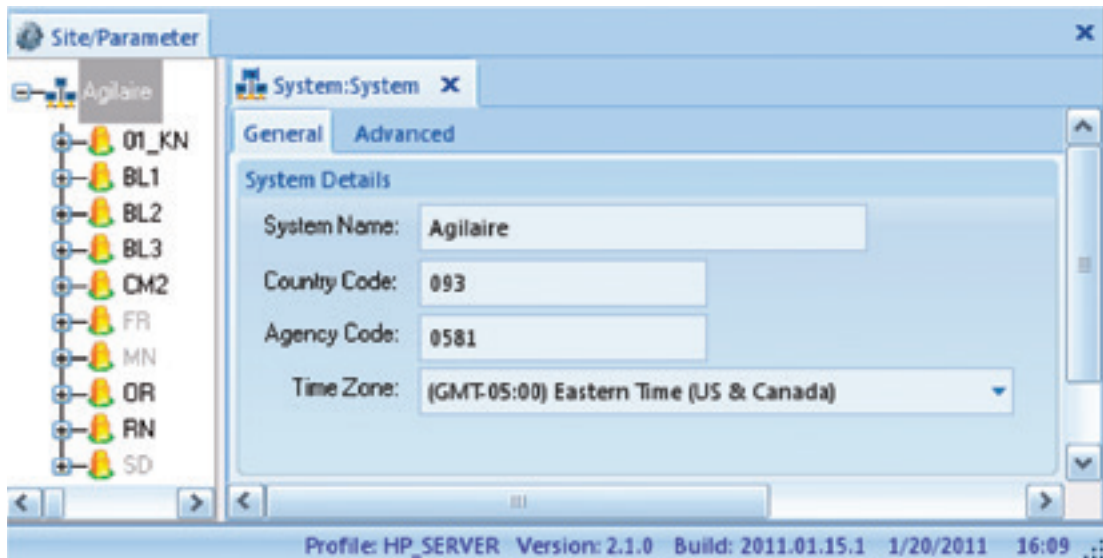 Site/Parameter
Agilaire
01_KN
BL1
BL2
BL3
CM2
FR
MN
OR
RN
SD
System:System
General Advanced
System Details
System Name: Agilaire
Country Code: 093
Agency Code: 0581
Time Zone: (GMT-05:00) Eastern Time (US & Canada)
Profile: HP_SERVER Version: 2.1.0 Build: 2011.01.15.1 1/20/2011 16:09